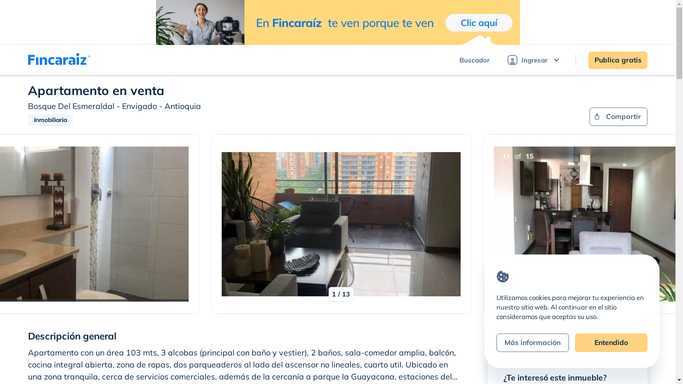 En Fincaraíz te ven porque te ven
Clic aquí
Fincaraíz
Buscador
Ingresar
Publica gratis
Apartamento en venta
Bosque Del Esmeraldal - Envigado - Antioquia
Inmobiliaria
Compartir
of 15
1 / 13
Utilizamos cookies para mejorar tu experiencia en
nuestro sitio web. Al continuar en el sitio
consideramos que aceptas su uso.
Más información
Entendido
Descripción general
Apartamento con un área 103 mts, 3 alcobas (principal con baño y vestier), 2 baños, sala-comedor amplia, balcón,
cocina integral abierta, zona de ropas, dos parqueaderos al lado del ascensor no lineales, cuarto util. Ubicado en
una zona tranquila, cerca de servicios comerciales, además de la cercanía a parque la Guayacana, estaciones del...
¿Te interesó este inmueble?